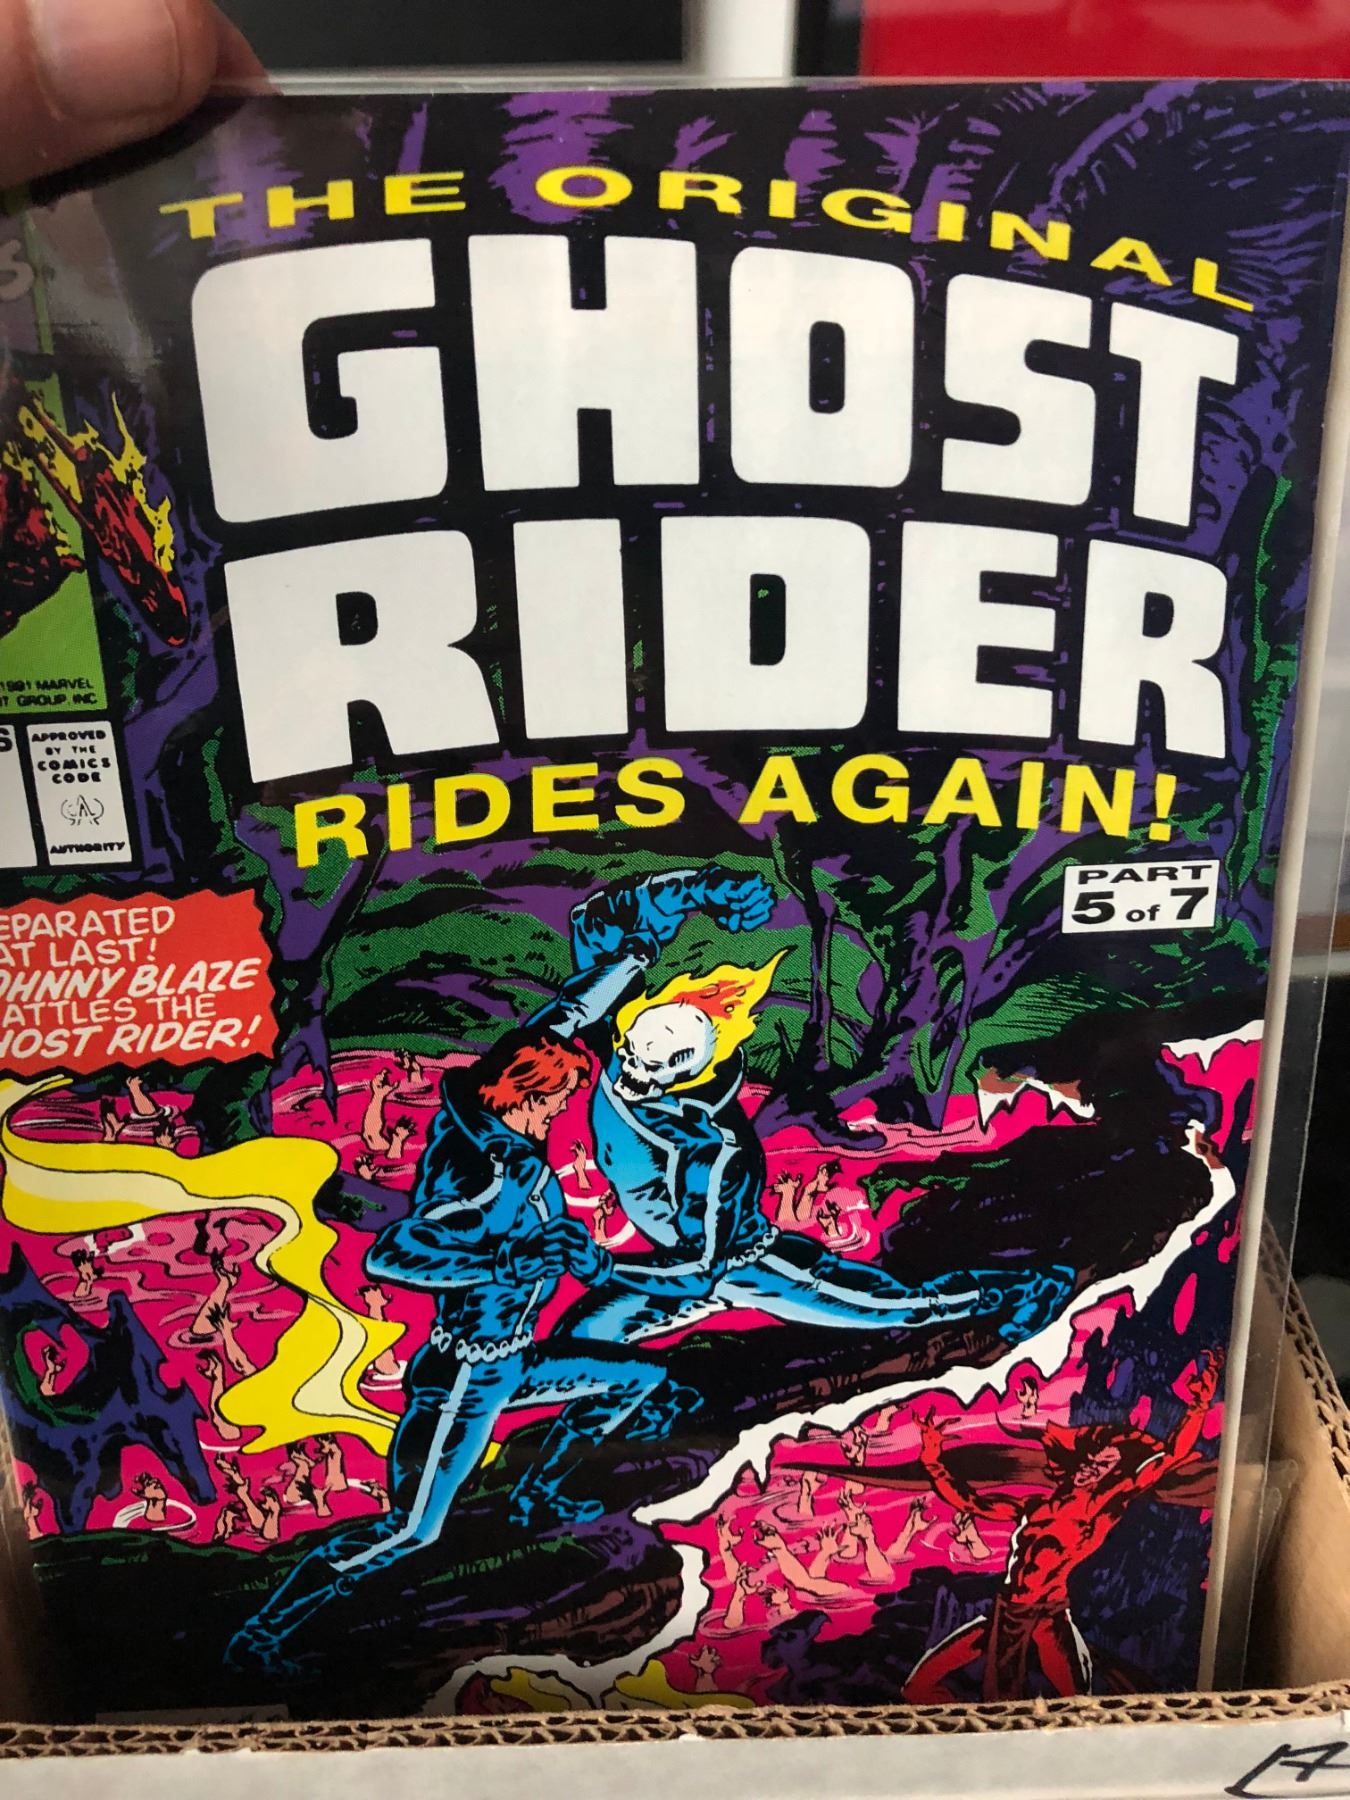 THE ORIGINAL
GHOST
RIDER
RIDES AGAIN!
PART
5 of 7
1991 MARVEL
GROUP, INC
APPROVED
BY THE
COMICS
CODE
AUTHORITY
EPARATED
AT LAST!
OHNNY BLAZE
ATTLES THE
HOST RIDER!